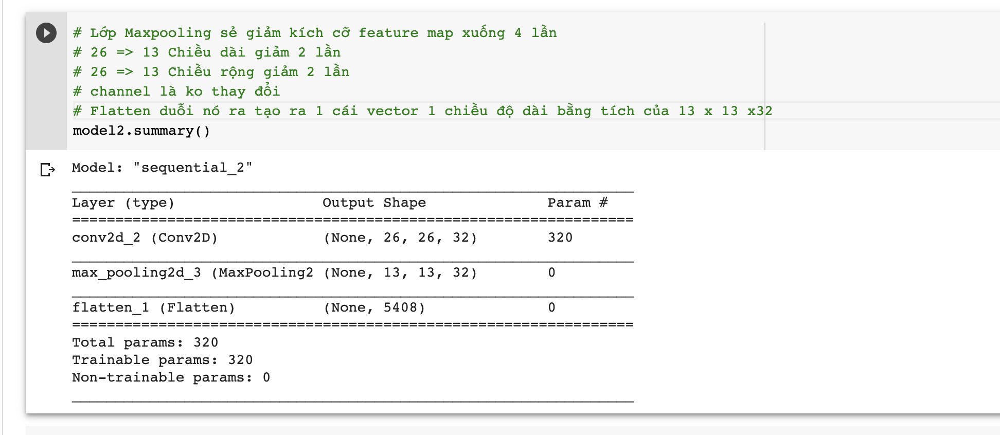 # Lớp Maxpooling sẻ giảm kích cỡ feature map xuống 4 lần
# 26 => 13 Chiều dài giảm 2 lần
# 26 => 13 Chiều rộng giảm 2 lần
# channel là ko thay đổi
# Flatten duỗi nó ra tạo ra 1 cái vector 1 chiều độ dài bằng tích của 13 x 13 x32
model2.summary()
Model: "sequential_2"
_________________________________________________________________
Layer (type)                 Output Shape              Param #
=================================================================
conv2d_2 (Conv2D)            (None, 26, 26, 32)        320
_________________________________________________________________
max_pooling2d_3 (MaxPooling2 (None, 13, 13, 32)        0
_________________________________________________________________
flatten_1 (Flatten)          (None, 5408)              0
=================================================================
Total params: 320
Trainable params: 320
Non-trainable params: 0
_________________________________________________________________